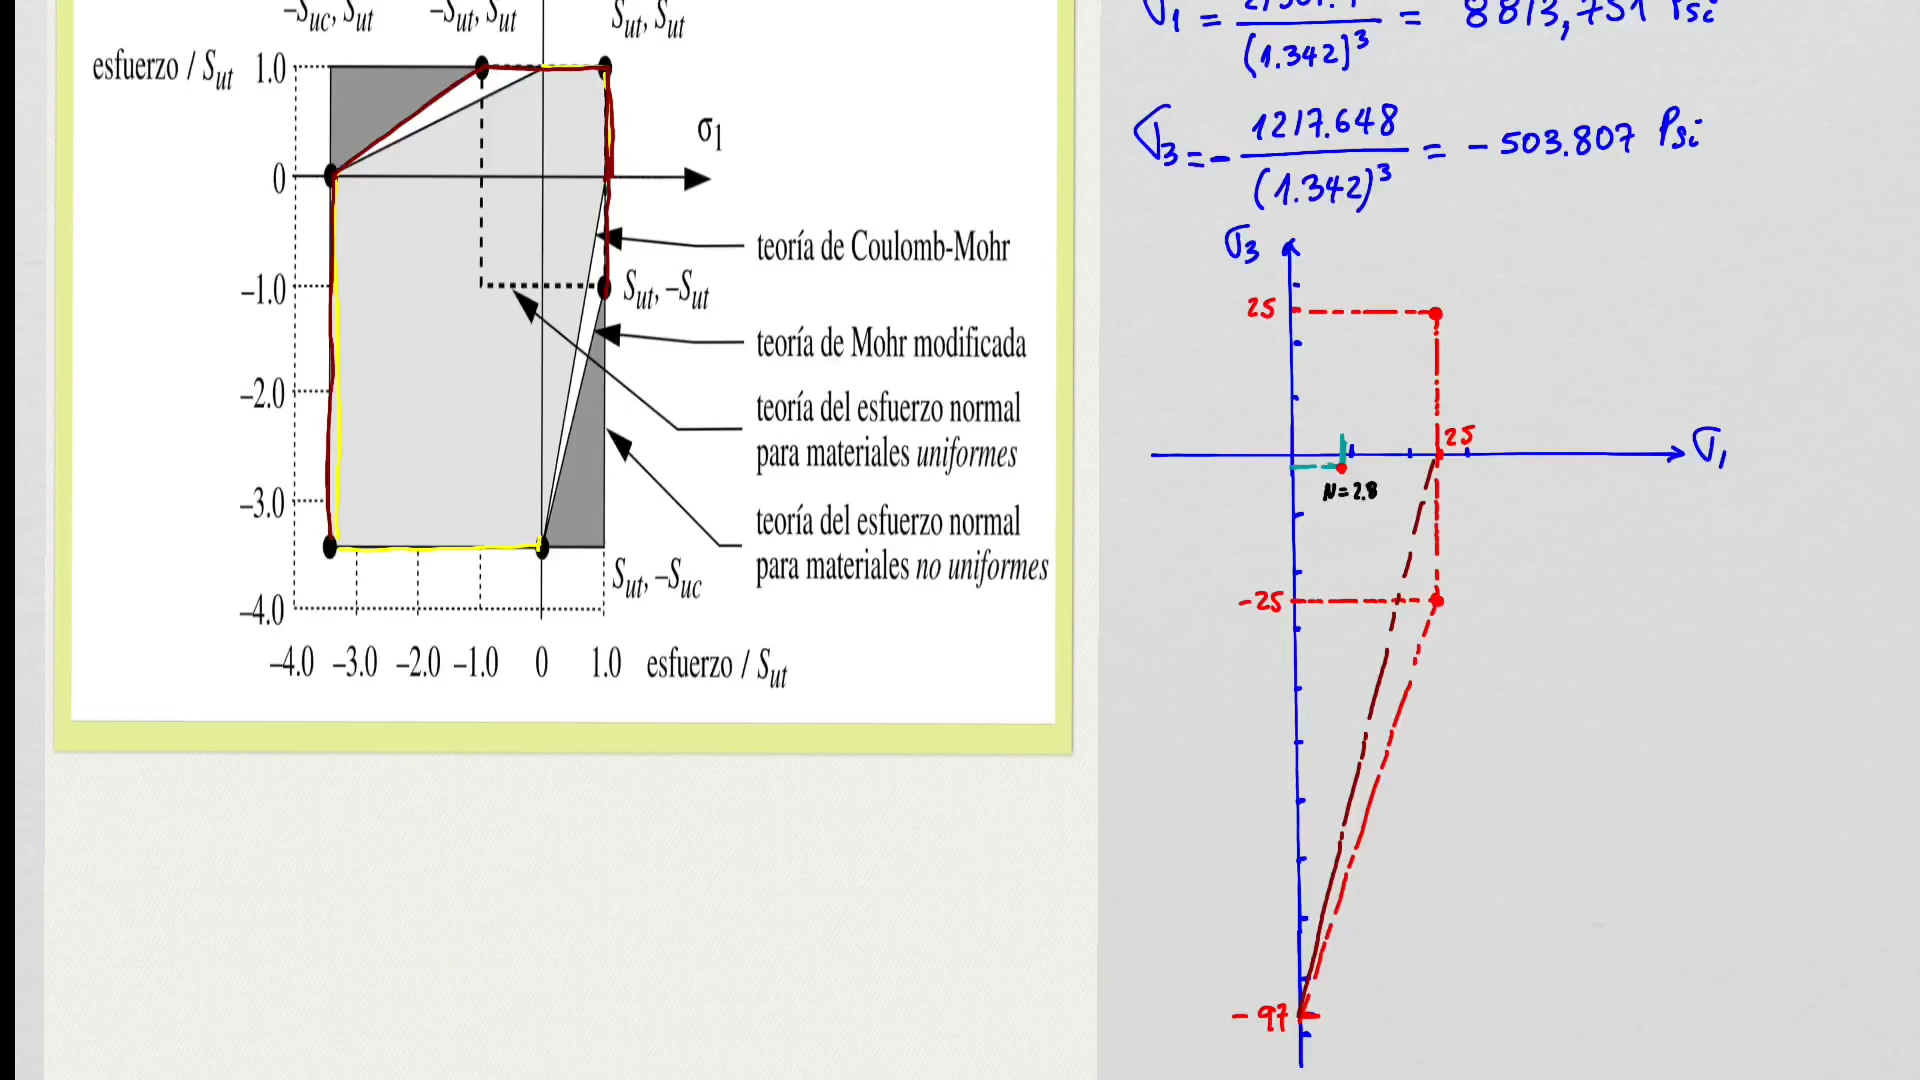 –Suc, Sut
–Sut, Sut
Sut, Sut
esfuerzo / Sut
1.0
0
–1.0
–2.0
–3.0
–4.0
σ1
teoría de Coulomb-Mohr
Sut, –Sut
teoría de Mohr modificada
teoría del esfuerzo normal
para materiales uniformes
teoría del esfuerzo normal
para materiales no uniformes
Sut, –Suc
–4.0 –3.0 –2.0 –1.0 0 1.0 esfuerzo / Sut
σ1 = / (1.342)^3 = 8813,751 Psi
σ3 = - 1217.648 / (1.342)^3 = - 503.807 Psi
σ3
25
25
σ1
N=2.8
-25
- 97